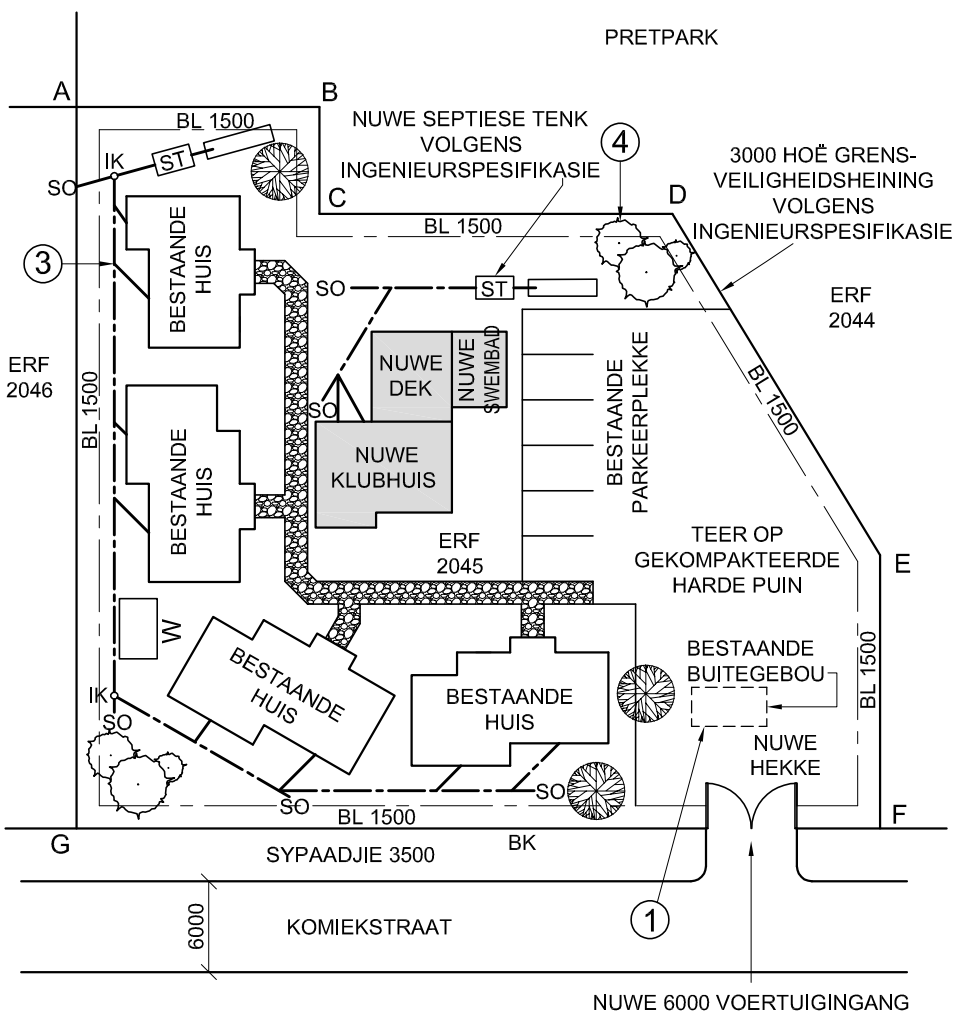 PRETPARK
A
B
BL 1500
NUWE SEPTIESE TENK
VOLGENS
INGENIEURSPESIFIKASIE
4
3000 HOË GRENS-
VEILIGHEIDSHEINING
VOLGENS
INGENIEURSPESIFIKASIE
IK
ST
SO
C
D
BL 1500
3
BESTAANDE
HUIS
SO
ST
ERF
2044
ERF
2046
BL 1500
NUWE
DEK
NUWE
SWEMBAD
BESTAANDE
PARKEERPLEKKE
BL 1500
SO
NUWE
KLUBHUIS
BESTAANDE
HUIS
ERF
2045
TEER OP
GEKOMPAKTEERDE
HARDE PUIN
E
W
BESTAANDE
HUIS
BESTAANDE
HUIS
BESTAANDE
BUITEGEBOU
BL 1500
IK
SO
NUWE
HEKKE
SO
SO
BL 1500
G
BK
F
SYPAADJIE 3500
6000
KOMIEKSTRAAT
1
NUWE 6000 VOERTUIGINGANG